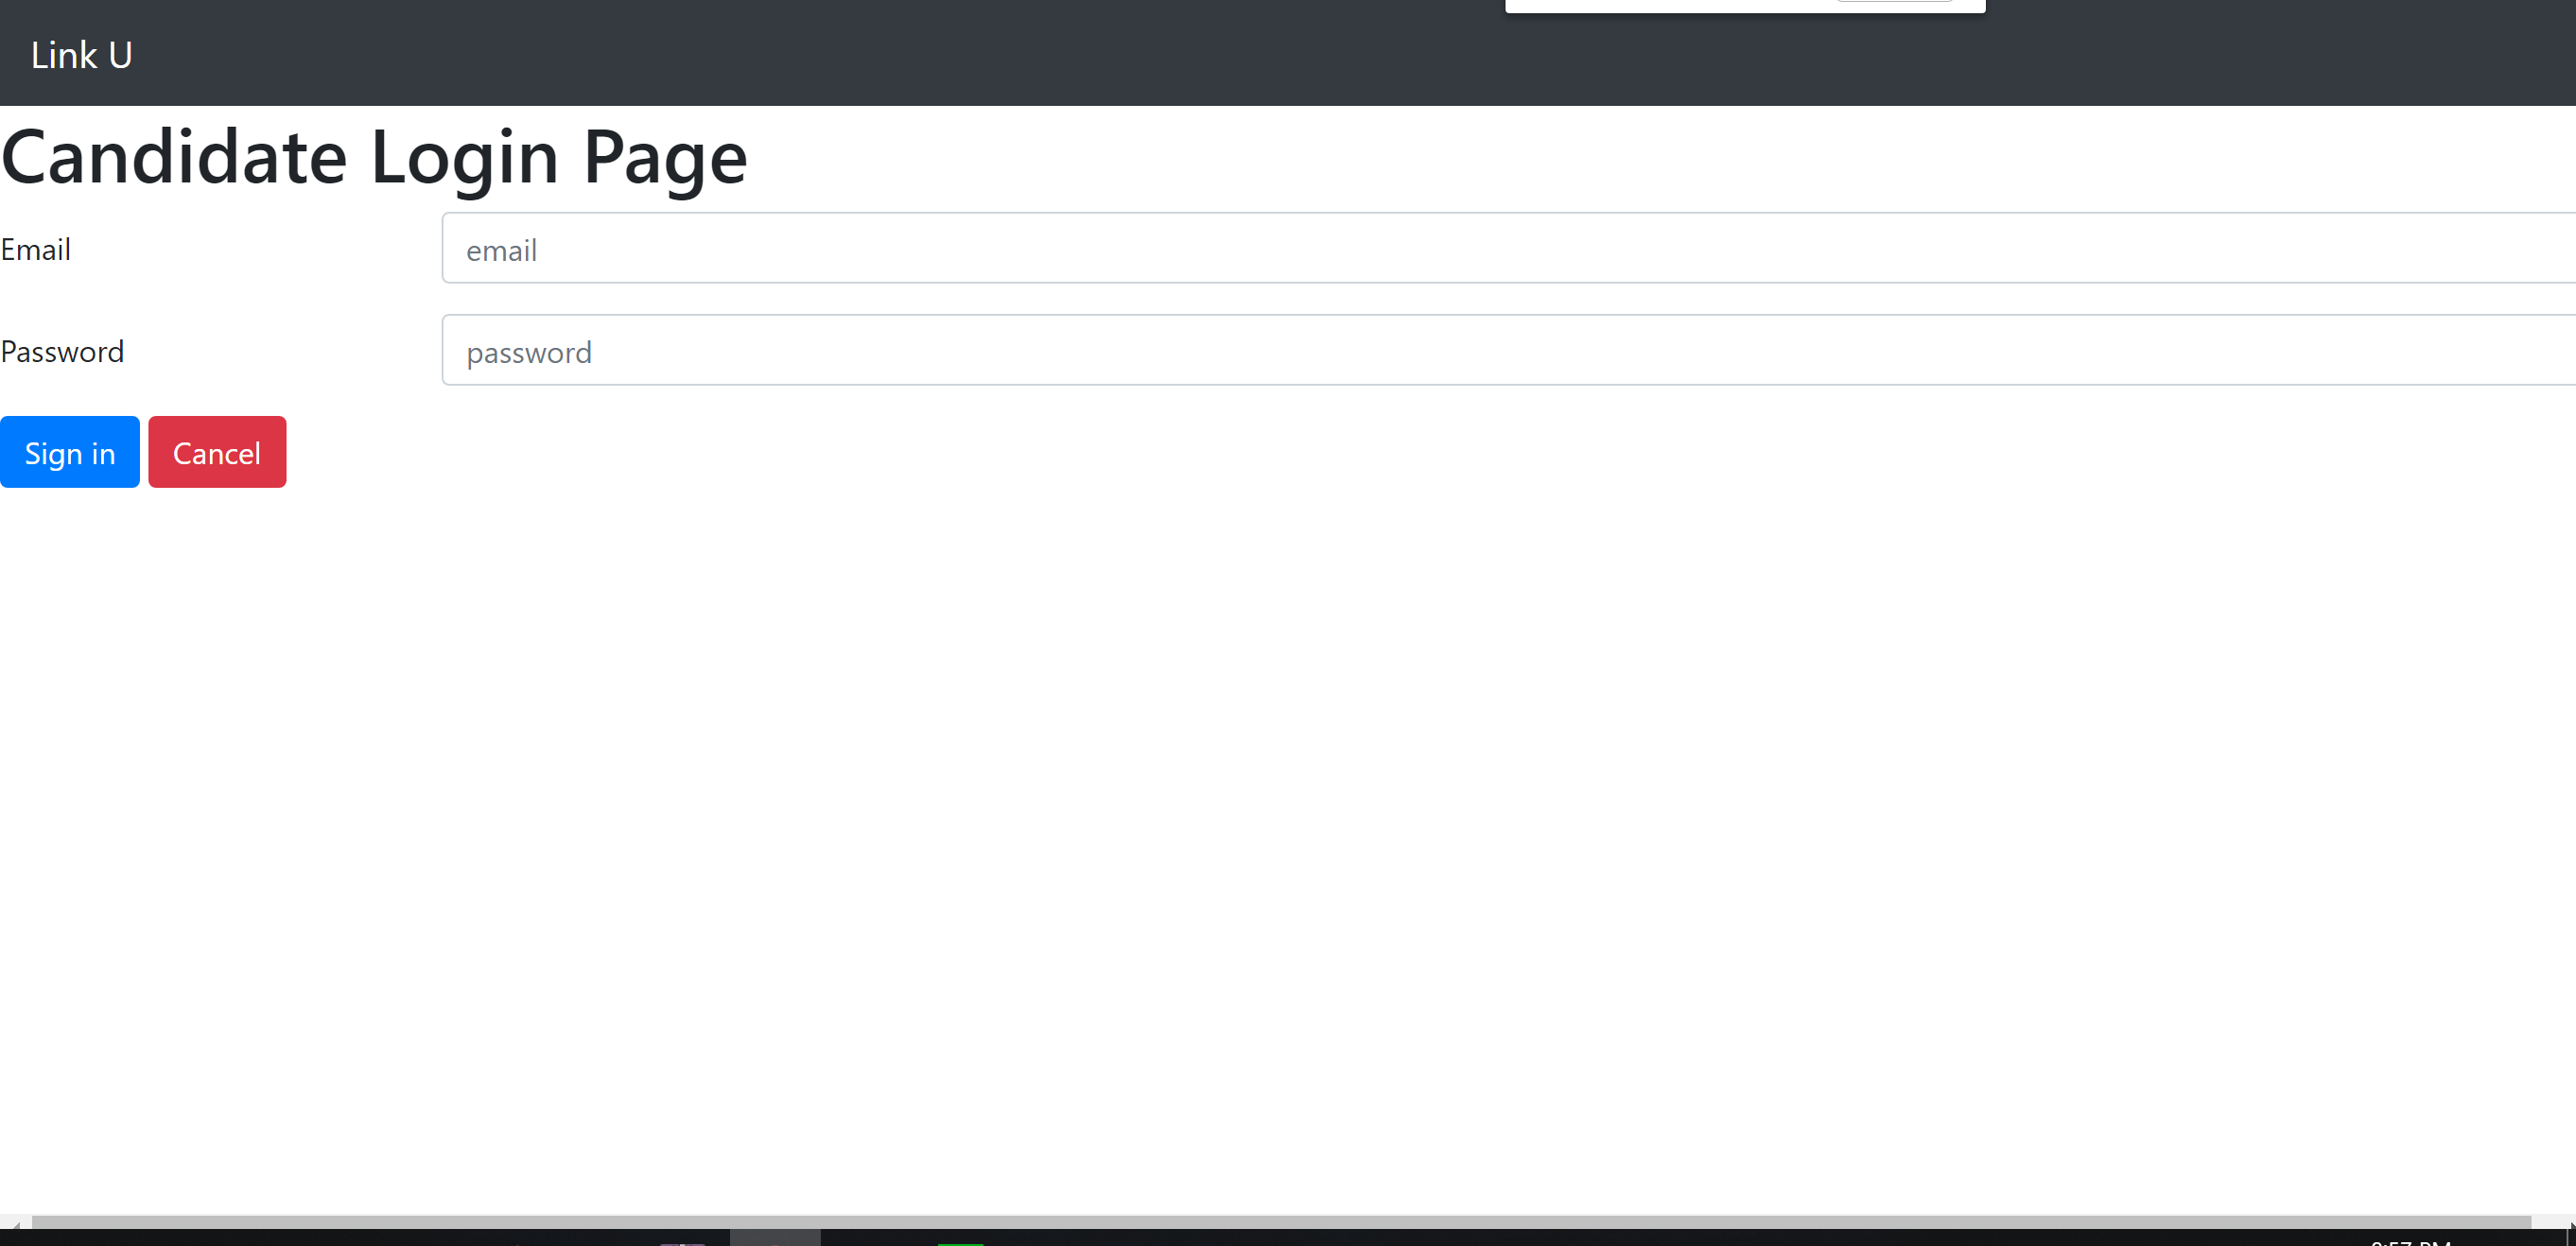 Link U
Candidate Login Page
Email
email
Password
password
Sign in
Cancel